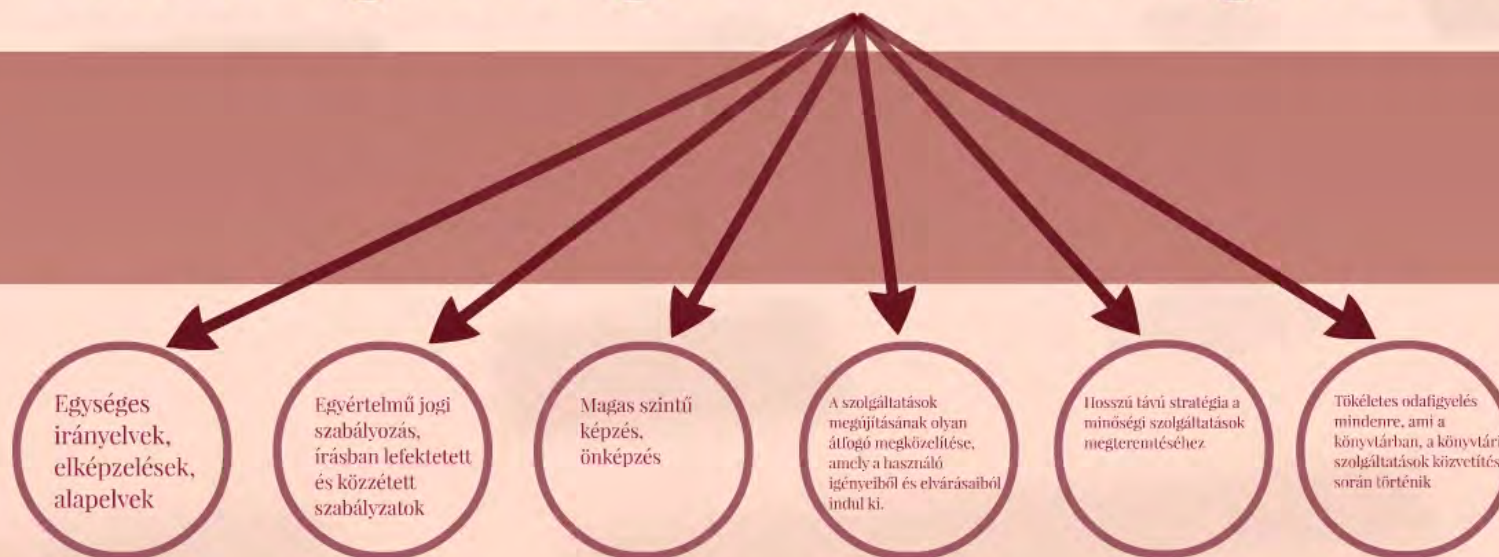 Egységes
irányelvek,
elképzelések,
alapelvek
Egyértelmű jogi
szabályozás,
írásban lefektetett
és közzétett
szabályzatok
Magas szintű
képzés,
önképzés
A szolgáltatások
megújításának olyan
átfogó megközelítése,
amely a használó
igényeiből és elvárásaiból
indul ki.
Hosszú távú stratégia a
minőségi szolgáltatások
megteremtéséhez
Tökéletes odafigyelés
mindenre, ami a
könyvtárban, a könyvtári
szolgáltatások közvetítés
során történik